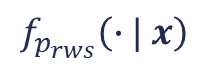 f_{p_{rws}}(· | x)